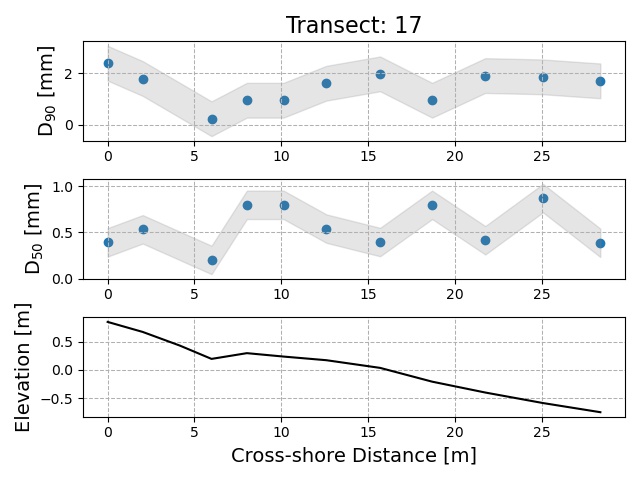 Transect: 17
D90 [mm]
2
0
0 5 10 15 20 25
D50 [mm]
1.0
0.5
0.0
0 5 10 15 20 25
Elevation [m]
0.5
0.0
−0.5
0 5 10 15 20 25
Cross-shore Distance [m]